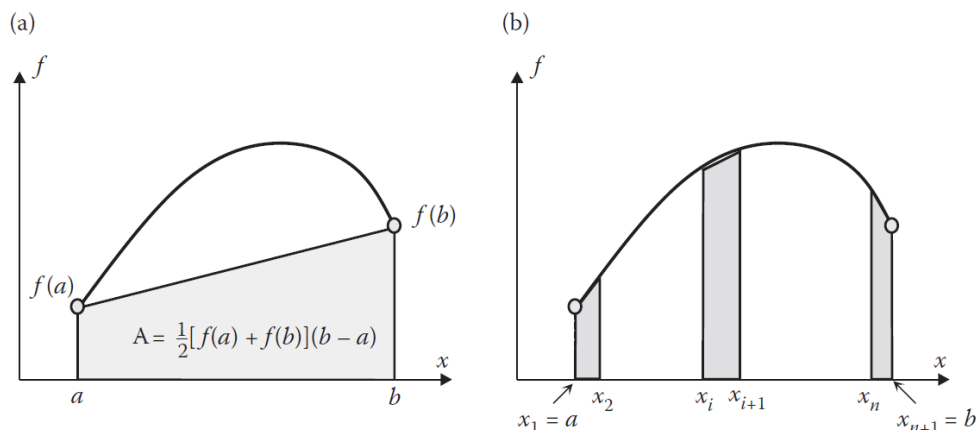 (a)
f
f(b)
f(a)
A = 1/2[f(a) + f(b)](b − a)
x
a
b
(b)
f
x
x₂
xᵢ
xᵢ₊₁
xₙ
x₁ = a
xₙ₊₁ = b